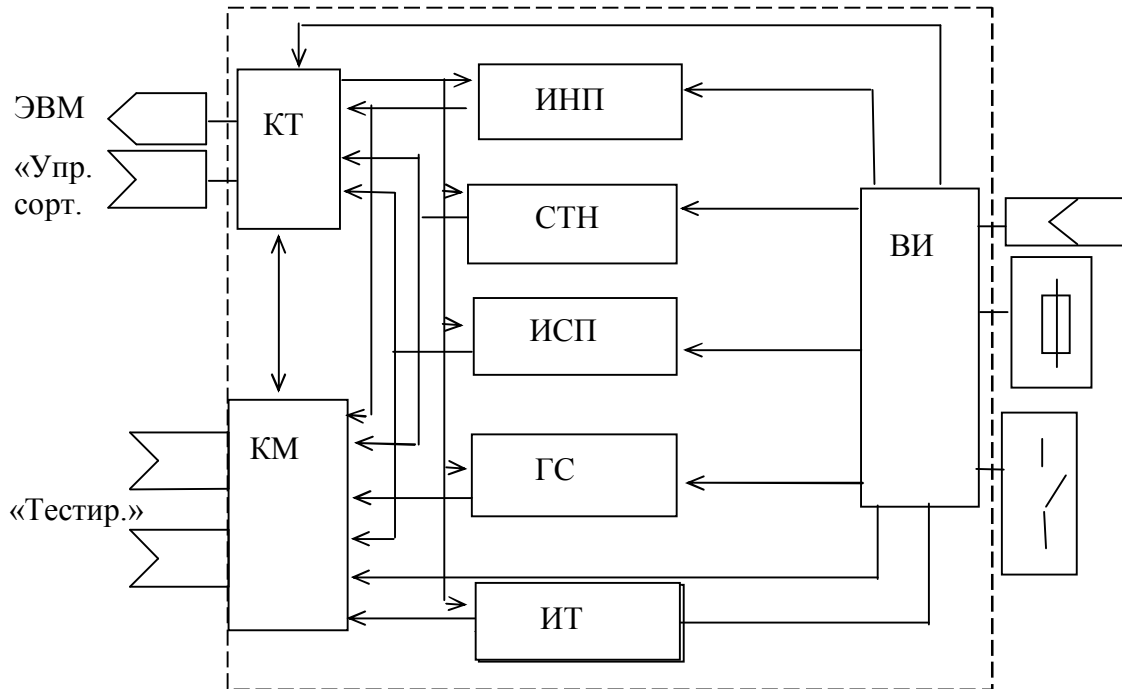 ЭВМ
КТ
ИНП
«Упр.
сорт.
СТН
ВИ
ИСП
КМ
ГС
«Тестир.»
ИТ